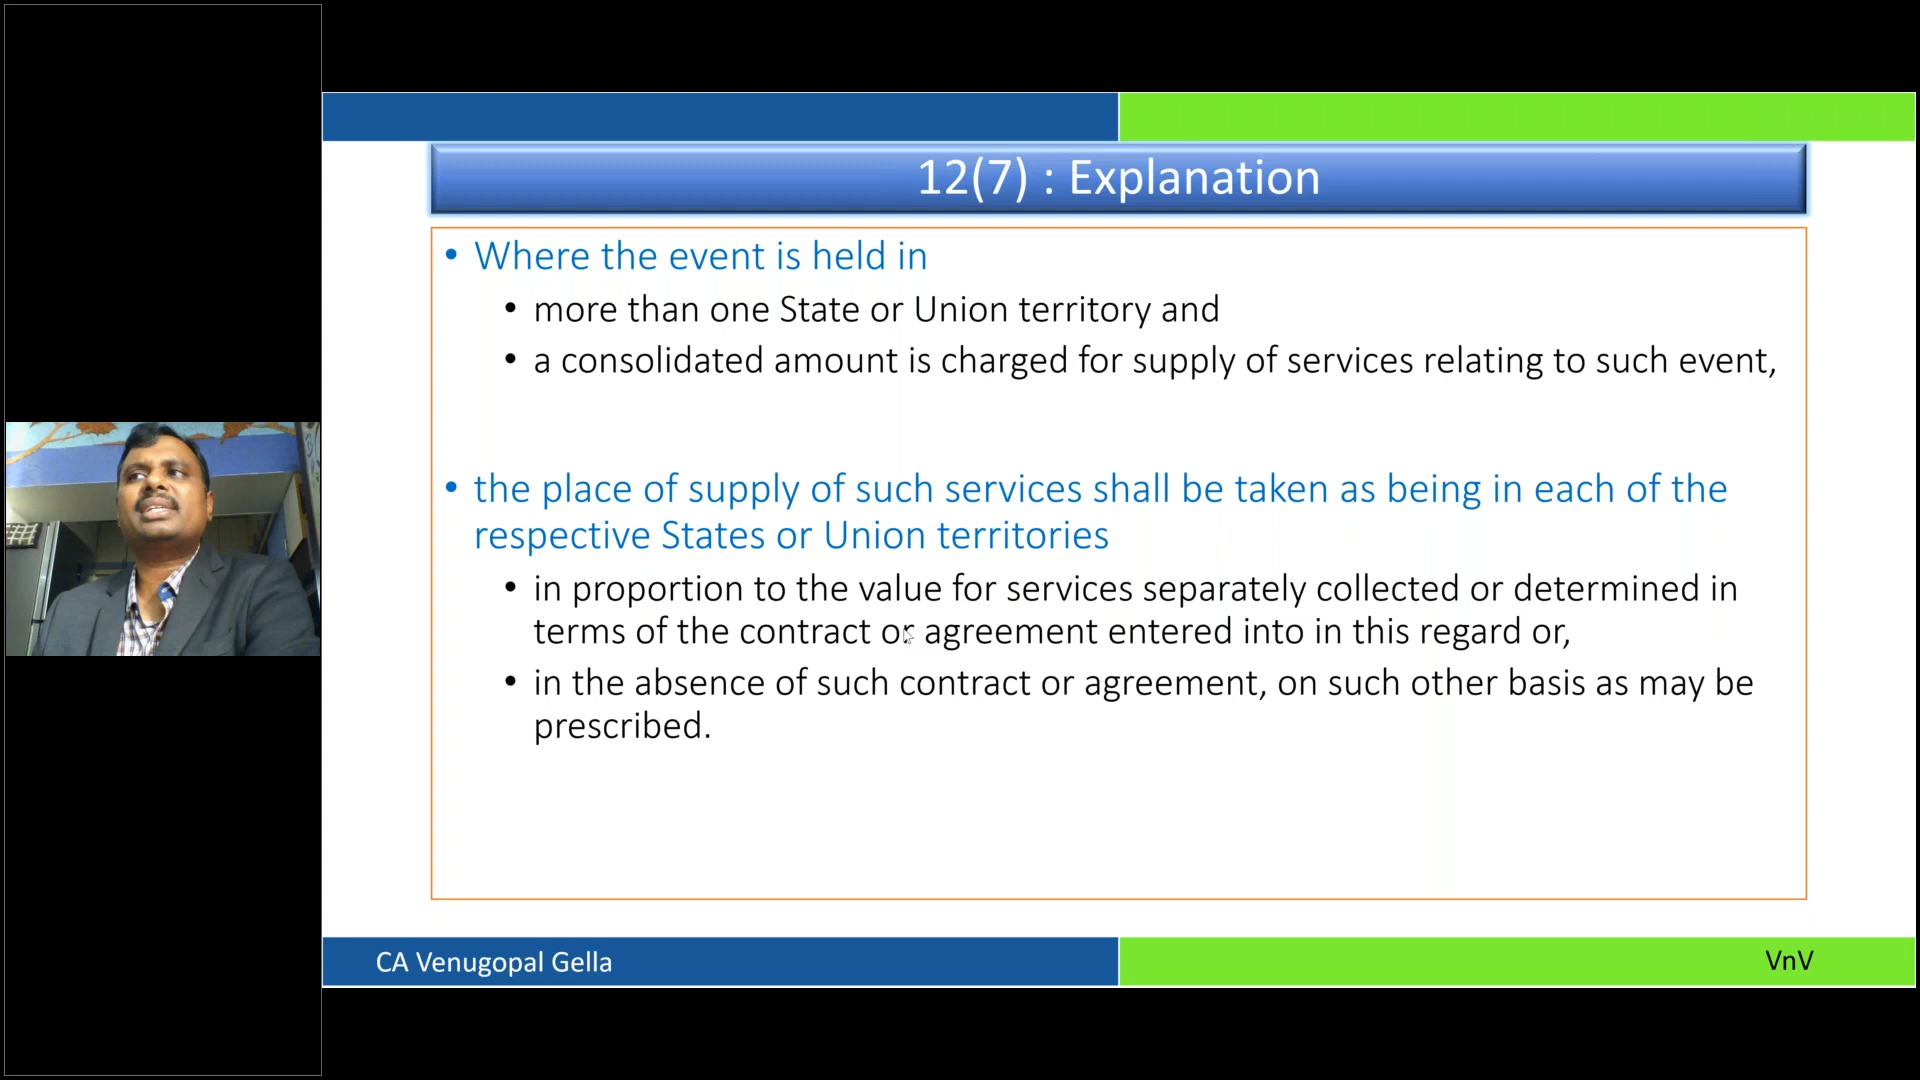 12(7) : Explanation
• Where the event is held in
• more than one State or Union territory and
• a consolidated amount is charged for supply of services relating to such event,
• the place of supply of such services shall be taken as being in each of the
respective States or Union territories
• in proportion to the value for services separately collected or determined in
terms of the contract or agreement entered into in this regard or,
• in the absence of such contract or agreement, on such other basis as may be
prescribed.
CA Venugopal Gella
VnV